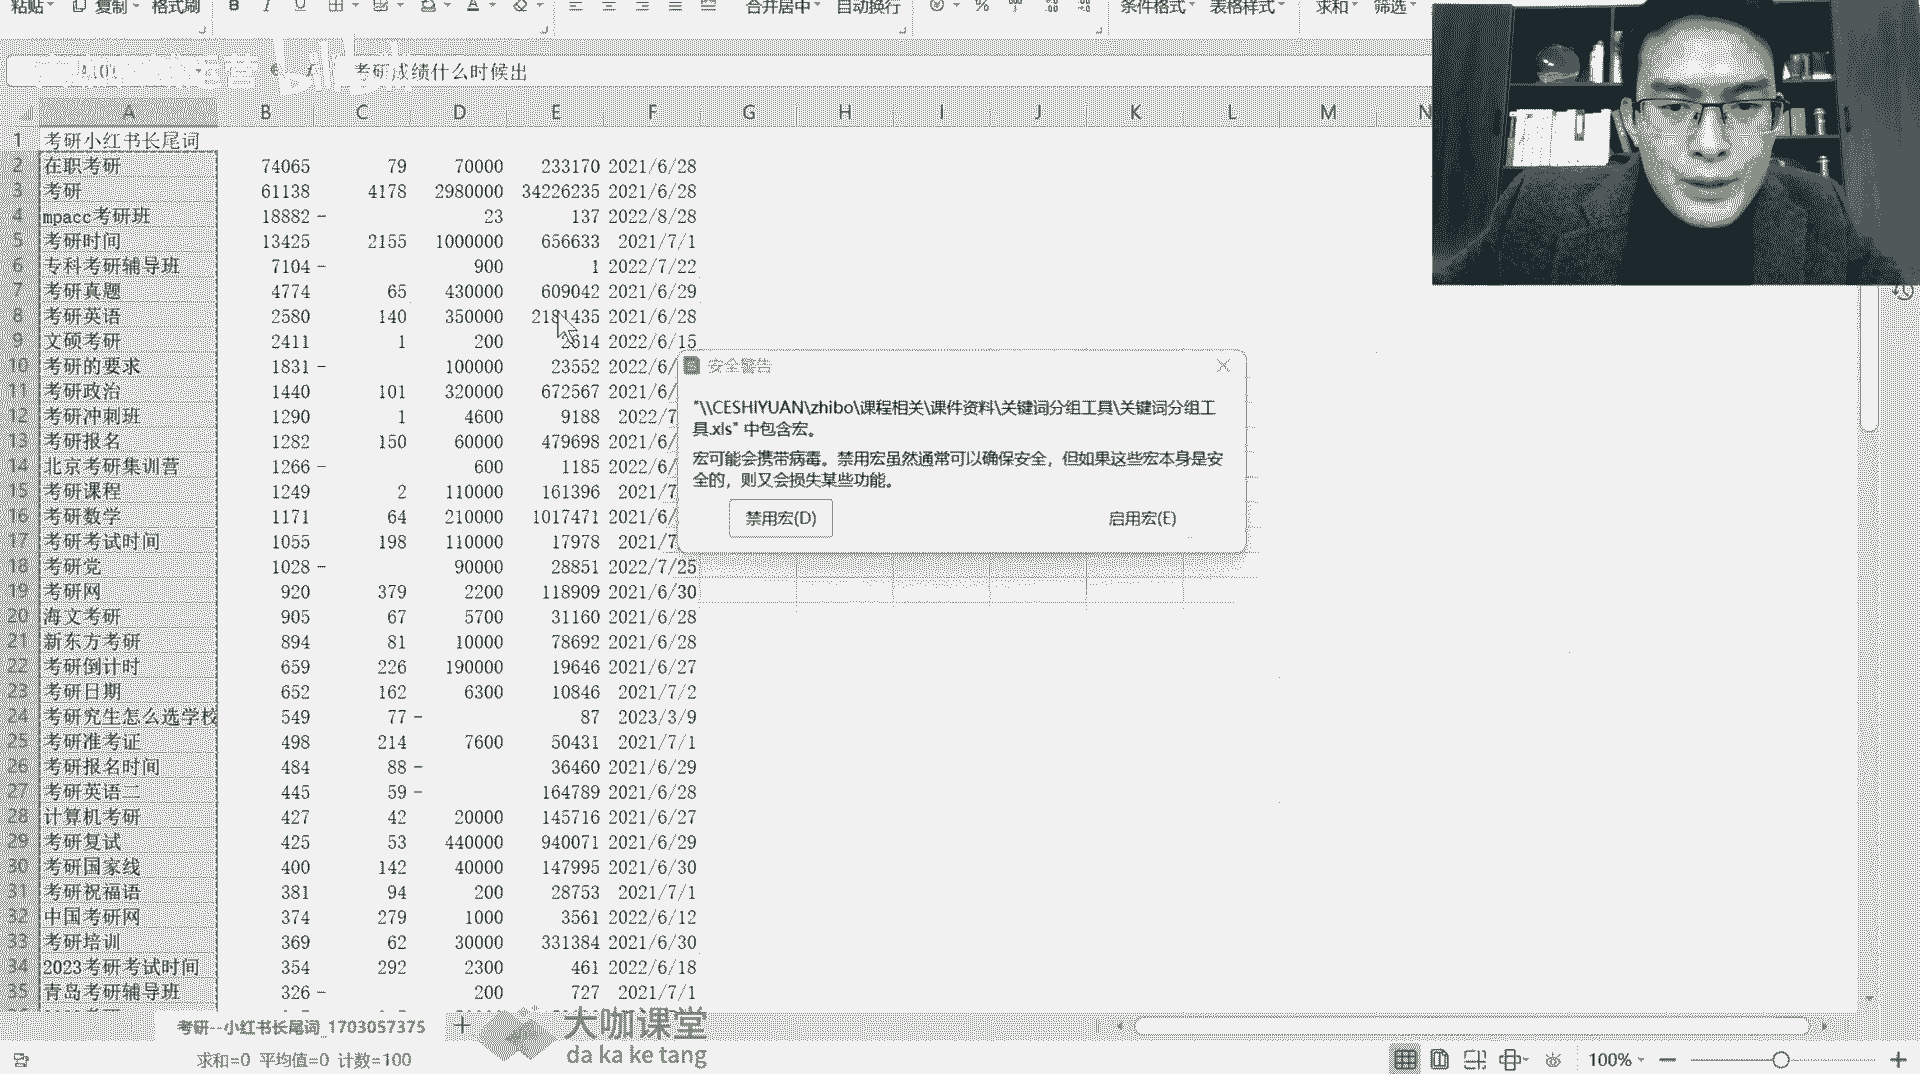 粘贴 复制 格式刷 B I U A 合并居中 自动换行 % 条件格式 表格样式 求和 筛选
考研成绩什么时候出
A B C D E F G H I J K L M N
1 考研小红书长尾词
2 在职考研 74065 79 70000 233170 2021/6/28
3 考研 61138 4178 2980000 34226235 2021/6/28
4 mpacc考研班 18882 - 23 137 2022/8/28
5 考研时间 13425 2155 1000000 656633 2021/7/1
6 专科考研辅导班 7104 - 900 1 2022/7/22
7 考研真题 4774 65 430000 609042 2021/6/29
8 考研英语 2580 140 350000 2181435 2021/6/28
9 文硕考研 2411 1 200 2614 2022/6/15
10 考研的要求 1831 - 100000 23552 2022/6/
11 考研政治 1440 101 320000 672567 2021/6/
12 考研冲刺班 1290 1 4600 9188 2022/7
13 考研报名 1282 150 60000 479698 2021/6/
14 北京考研集训营 1266 - 600 1185 2022/6/
15 考研课程 1249 2 110000 161396 2021/7
16 考研数学 1171 64 210000 1017471 2021/6/
17 考研考试时间 1055 198 110000 17978 2021/7
18 考研党 1028 - 90000 28851 2022/7/25
19 考研网 920 379 2200 118909 2021/6/30
20 海文考研 905 67 5700 31160 2021/6/28
21 新东方考研 894 81 10000 78692 2021/6/28
22 考研倒计时 659 226 190000 19646 2021/6/27
23 考研日期 652 162 6300 10846 2021/7/2
24 考研究生怎么选学校 549 77 - 87 2023/3/9
25 考研准考证 498 214 7600 50431 2021/7/1
26 考研报名时间 484 88 - 36460 2021/6/29
27 考研英语二 445 59 - 164789 2021/6/28
28 计算机考研 427 42 20000 145716 2021/6/27
29 考研复试 425 53 440000 940071 2021/6/29
30 考研国家线 400 142 40000 147995 2021/6/30
31 考研祝福语 381 94 200 28753 2021/7/1
32 中国考研网 374 279 1000 3561 2022/6/12
33 考研培训 369 62 30000 331384 2021/6/30
34 2023考研考试时间 354 292 2300 461 2022/6/18
35 青岛考研辅导班 326 - 200 727 2021/7/1
安全警告
"\\CESHIYUAN\zhibo\课程相关\课件资料\关键词分组工具\关键词分组工
具.xls" 中包含宏。
宏可能会携带病毒。禁用宏虽然通常可以确保安全，但如果这些宏本身是安
全的，则又会损失某些功能。
禁用宏(D) 启用宏(E)
考研--小红书长尾词_1703057375 +
大咖课堂
da ka ke tang
求和=0 平均值=0 计数=100 100% - +